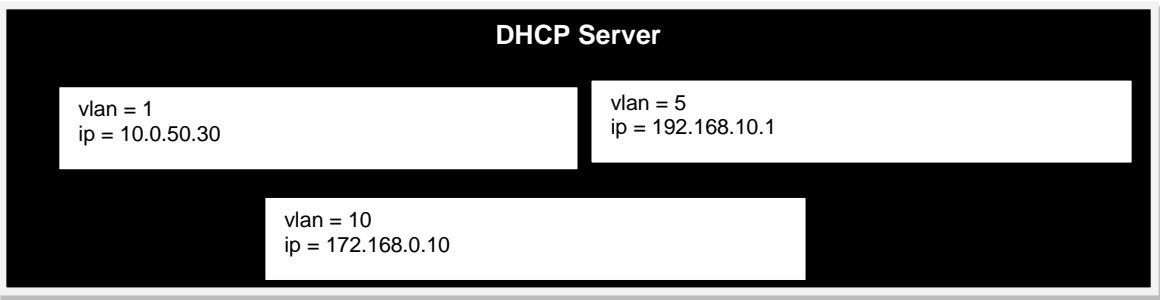 DHCP Server
vlan = 1
ip = 10.0.50.30
vlan = 5
ip = 192.168.10.1
vlan = 10
ip = 172.168.0.10